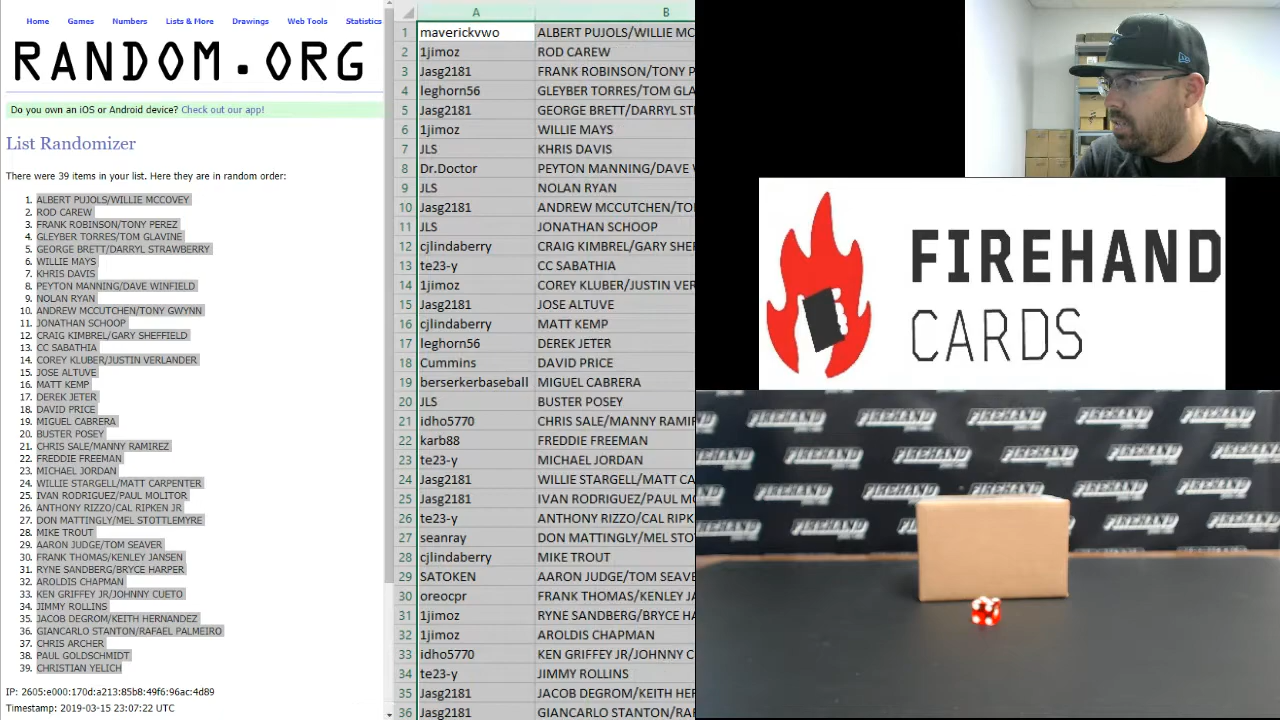 Home Games Numbers Lists & More Drawings Web Tools Statistics
RANDOM.ORG
Do you own an iOS or Android device? Check out our app!
List Randomizer
There were 39 items in your list. Here they are in random order:
1. ALBERT PUJOLS/WILLIE MCCOVEY
2. ROD CAREW
3. FRANK ROBINSON/TONY PEREZ
4. GLEYBER TORRES/TOM GLAVINE
5. GEORGE BRETT/DARRYL STRAWBERRY
6. WILLIE MAYS
7. KHRIS DAVIS
8. PEYTON MANNING/DAVE WINFIELD
9. NOLAN RYAN
10. ANDREW MCCUTCHEN/TONY GWYNN
11. JONATHAN SCHOOP
12. CRAIG KIMBREL/GARY SHEFFIELD
13. CC SABATHIA
14. COREY KLUBER/JUSTIN VERLANDER
15. JOSE ALTUVE
16. MATT KEMP
17. DEREK JETER
18. DAVID PRICE
19. MIGUEL CABRERA
20. BUSTER POSEY
21. CHRIS SALE/MANNY RAMIREZ
22. FREDDIE FREEMAN
23. MICHAEL JORDAN
24. WILLIE STARGELL/MATT CARPENTER
25. IVAN RODRIGUEZ/PAUL MOLITOR
26. ANTHONY RIZZO/CAL RIPKEN JR
27. DON MATTINGLY/MEL STOTTLEMYRE
28. MIKE TROUT
29. AARON JUDGE/TOM SEAVER
30. FRANK THOMAS/KENLEY JANSEN
31. RYNE SANDBERG/BRYCE HARPER
32. AROLDIS CHAPMAN
33. KEN GRIFFEY JR/JOHNNY CUETO
34. JIMMY ROLLINS
35. JACOB DEGROM/KEITH HERNANDEZ
36. GIANCARLO STANTON/RAFAEL PALMEIRO
37. CHRIS ARCHER
38. PAUL GOLDSCHMIDT
39. CHRISTIAN YELICH
IP: 2605:e000:170d:a213:85b8:49f6:96ac:4d89
Timestamp: 2019-03-15 23:07:22 UTC
A B
1 maverickvwo ALBERT PUJOLS/WILLIE MC
2 1jimoz ROD CAREW
3 Jasg2181 FRANK ROBINSON/TONY P
4 leghorn56 GLEYBER TORRES/TOM GLA
5 Jasg2181 GEORGE BRETT/DARRYL ST
6 1jimoz WILLIE MAYS
7 JLS KHRIS DAVIS
8 Dr.Doctor PEYTON MANNING/DAVE W
9 JLS NOLAN RYAN
10 Jasg2181 ANDREW MCCUTCHEN/TO
11 JLS JONATHAN SCHOOP
12 cjlindaberry CRAIG KIMBREL/GARY SHEF
13 te23-y CC SABATHIA
14 1jimoz COREY KLUBER/JUSTIN VER
15 Jasg2181 JOSE ALTUVE
16 cjlindaberry MATT KEMP
17 leghorn56 DEREK JETER
18 Cummins DAVID PRICE
19 berserkerbaseball MIGUEL CABRERA
20 JLS BUSTER POSEY
21 idho5770 CHRIS SALE/MANNY RAMI
22 karb88 FREDDIE FREEMAN
23 te23-y MICHAEL JORDAN
24 Jasg2181 WILLIE STARGELL/MATT CA
25 Jasg2181 IVAN RODRIGUEZ/PAUL MO
26 te23-y ANTHONY RIZZO/CAL RIPK
27 seanray DON MATTINGLY/MEL STO
28 cjlindaberry MIKE TROUT
29 SATOKEN AARON JUDGE/TOM SEAVE
30 oreocpr FRANK THOMAS/KENLEY J
31 1jimoz RYNE SANDBERG/BRYCE HA
32 1jimoz AROLDIS CHAPMAN
33 idho5770 KEN GRIFFEY JR/JOHNNY C
34 te23-y JIMMY ROLLINS
35 Jasg2181 JACOB DEGROM/KEITH HER
36 Jasg2181 GIANCARLO STANTON/RAF
FIREHAND
CARDS
FIREHAND FIREHAND FIREHAND FIREHAND
FIREHAND FIREHAND FIREHAND FIREHAND
FIREHAND FIREHAND FIREHAND FIREHAND